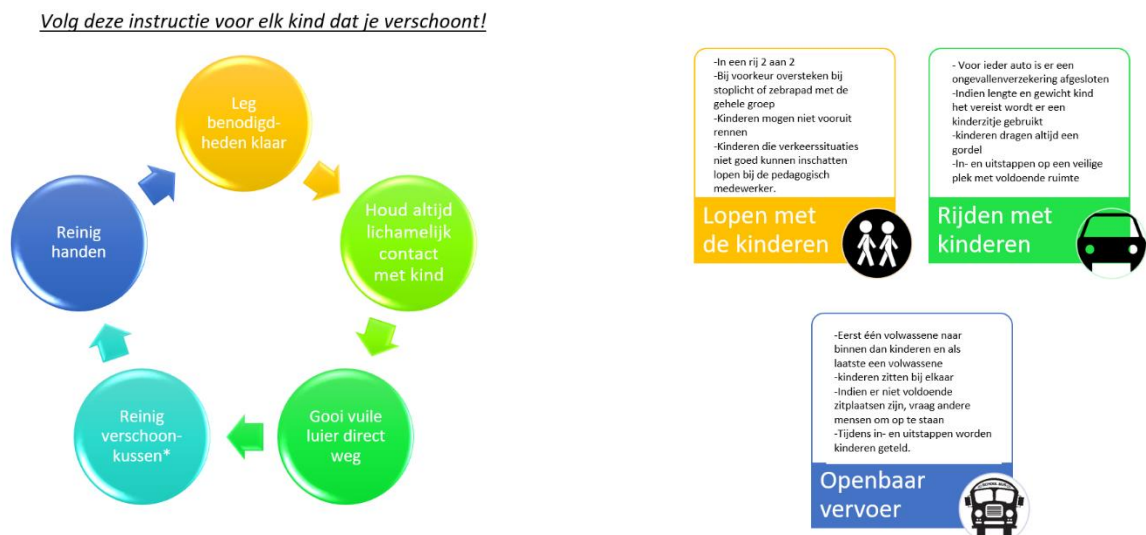 Volg deze instructie voor elk kind dat je verschoont!
Leg
benodigd-
heden klaar
Houd altijd
lichamelijk
contact
met kind
Gooi vuile
luier direct
weg
Reinig
verschoon-
kussen*
Reinig
handen
-In een rij 2 aan 2
-Bij voorkeur oversteken bij
stoplicht of zebrapad met de
gehele groep
-Kinderen mogen niet vooruit
rennen
-Kinderen die verkeerssituaties
niet goed kunnen inschatten
lopen bij de pedagogisch
medewerker.
Lopen met
de kinderen
- Voor ieder auto is er een
ongevallenverzekering afgesloten
-Indien lengte en gewicht kind
het vereist wordt er een
kinderzitje gebruikt
-kinderen dragen altijd een
gordel
-In- en uitstappen op een veilige
plek met voldoende ruimte
Rijden met
kinderen
-Eerst één volwassene naar
binnen dan kinderen en als
laatste een volwassene
-kinderen zitten bij elkaar
-Indien er niet voldoende
zitplaatsen zijn, vraag andere
mensen om op te staan
-Tijdens in- en uitstappen worden
kinderen geteld.
Openbaar
vervoer